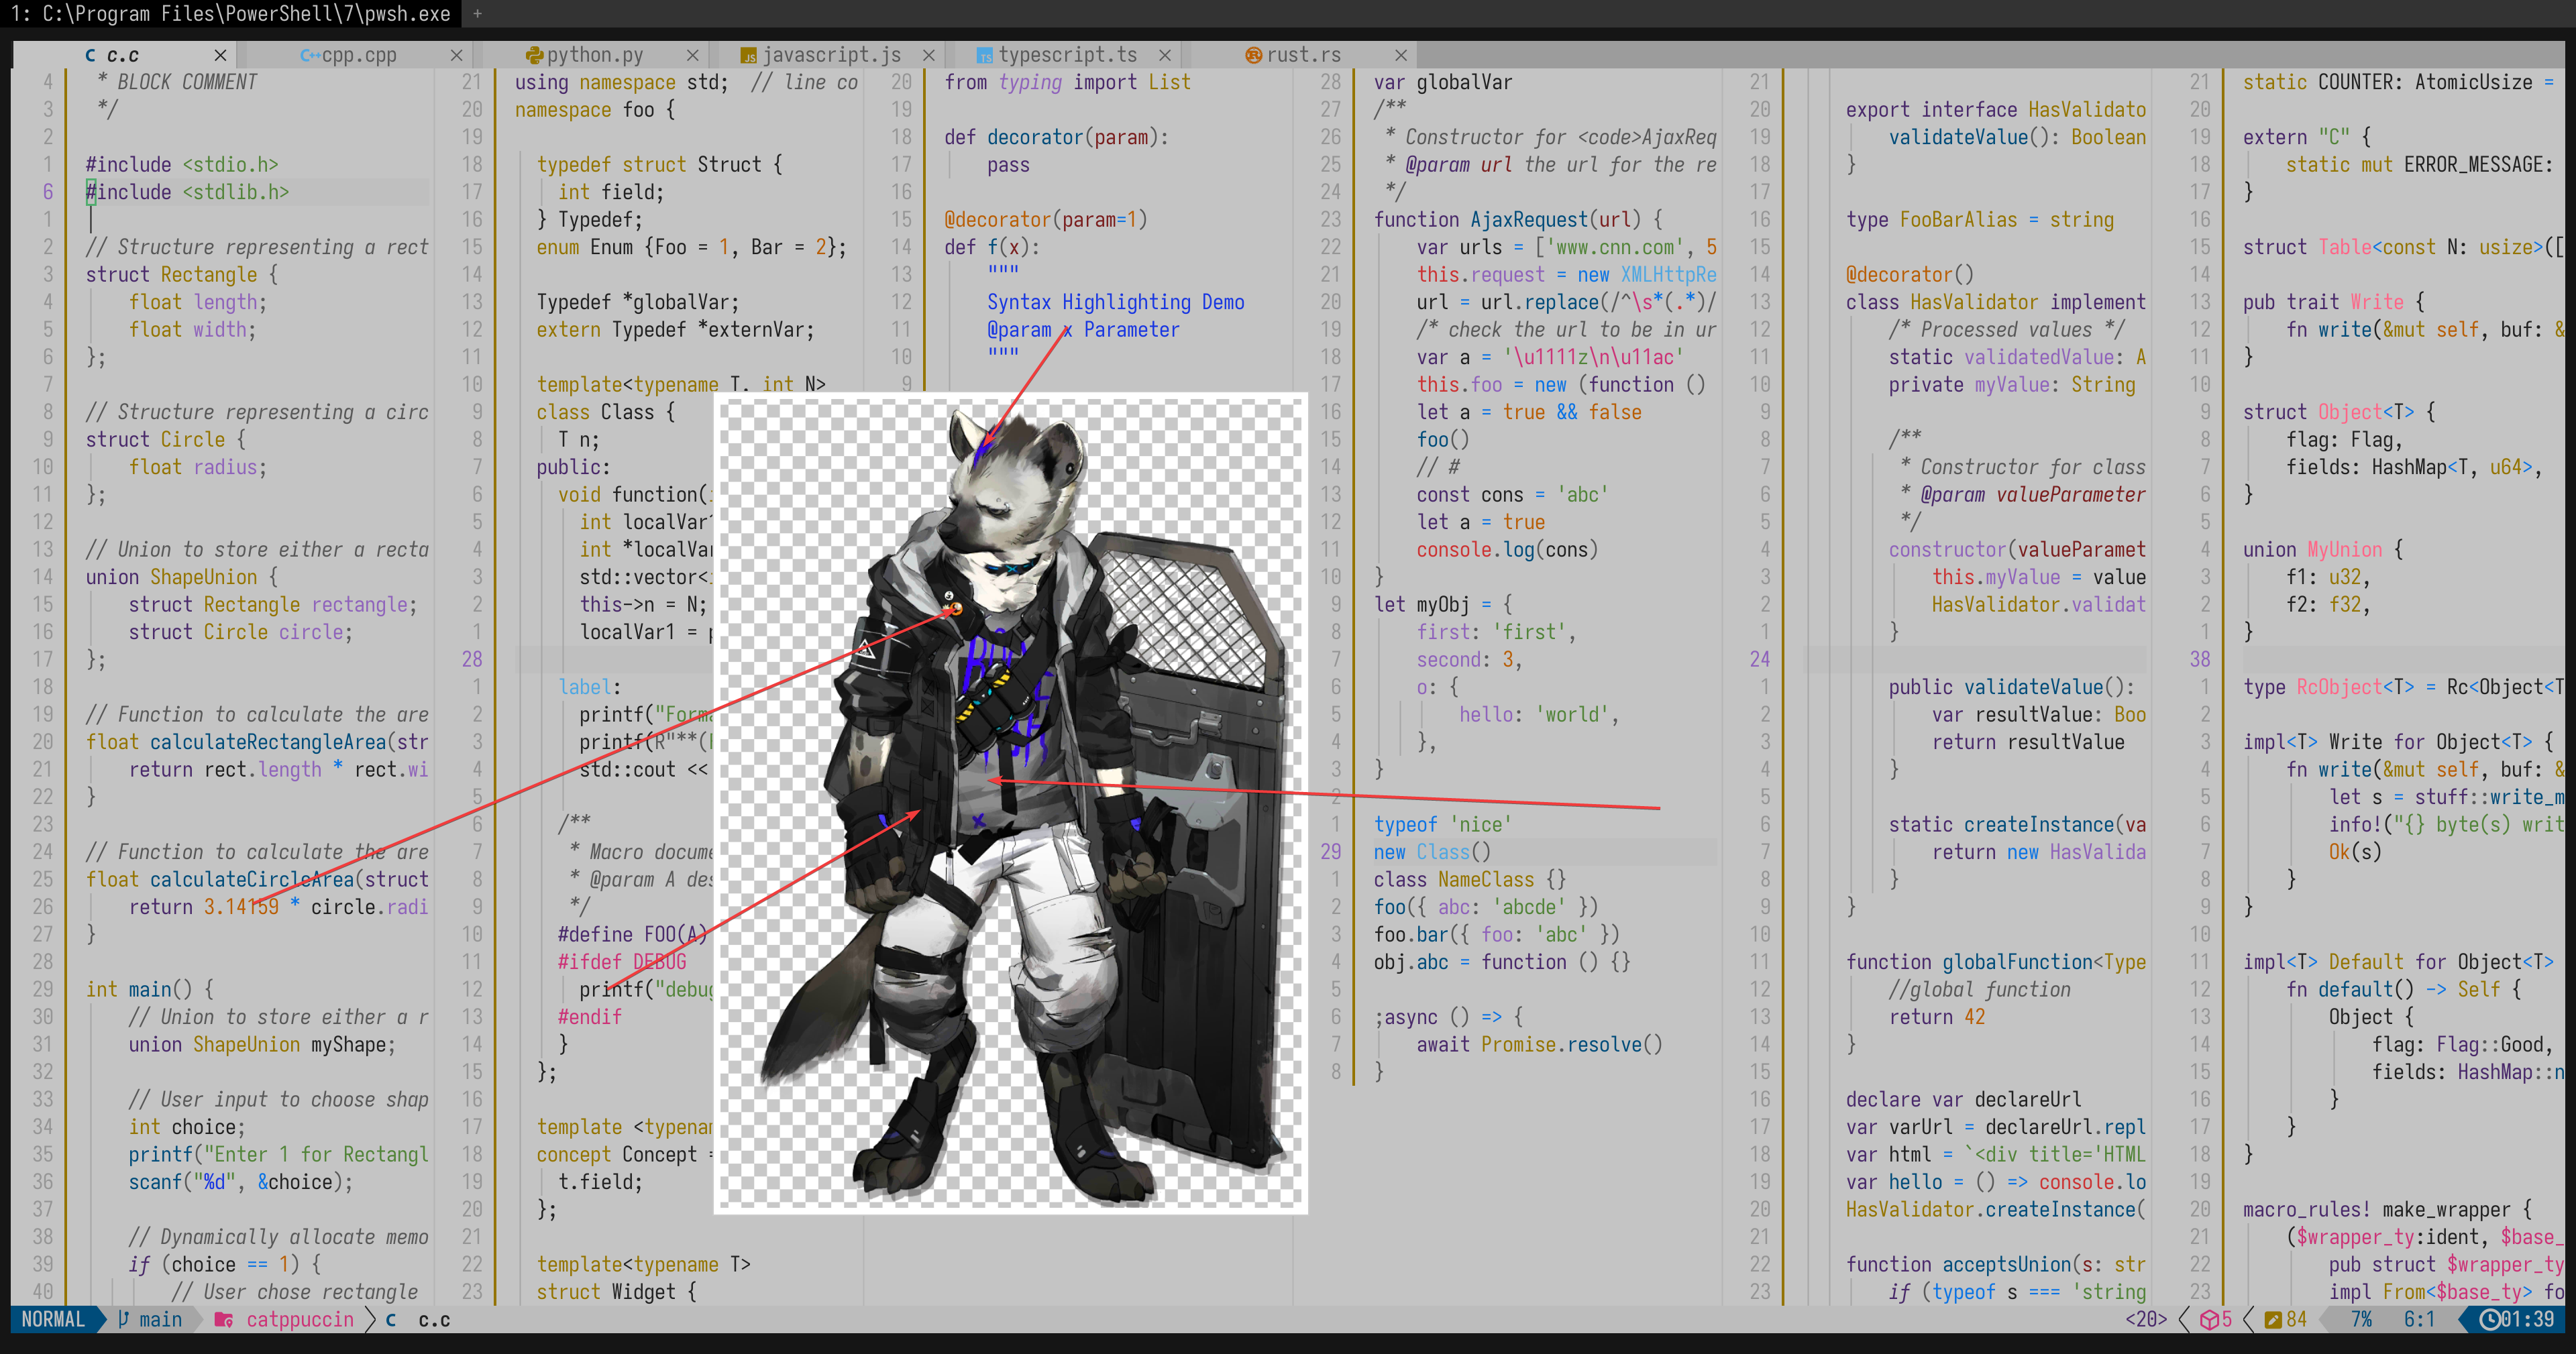 1: C:\Program Files\PowerShell\7\pwsh.exe +
C c.c
C++ cpp.cpp
python.py
JS javascript.js
TS typescript.ts
rust.rs
4 * BLOCK COMMENT
3 */
2
1 #include <stdio.h>
6 #include <stdlib.h>
1
2 // Structure representing a rect
3 struct Rectangle {
4 float length;
5 float width;
6 };
7
8 // Structure representing a circ
9 struct Circle {
10 float radius;
11 };
12
13 // Union to store either a recta
14 union ShapeUnion {
15 struct Rectangle rectangle;
16 struct Circle circle;
17 };
18
19 // Function to calculate the are
20 float calculateRectangleArea(str
21 return rect.length * rect.wi
22 }
23
24 // Function to calculate the are
25 float calculateCircleArea(struct
26 return 3.14159 * circle.radi
27 }
28
29 int main() {
30 // Union to store either a r
31 union ShapeUnion myShape;
32
33 // User input to choose shap
34 int choice;
35 printf("Enter 1 for Rectangl
36 scanf("%d", &choice);
37
38 // Dynamically allocate memo
39 if (choice == 1) {
40 // User chose rectangle
21 using namespace std; // line co
20 namespace foo {
19
18 typedef struct Struct {
17 int field;
16 } Typedef;
15 enum Enum {Foo = 1, Bar = 2};
14
13 Typedef *globalVar;
12 extern Typedef *externVar;
11
10 template<typename T, int N>
9 class Class {
8 T n;
7 public:
6 void function(
5 int localVar
4 int *localVa
3 std::vector<
2 this->n = N;
1 localVar1 =
28
1 label:
2 printf("Form
3 printf(R"**(
4 std::cout <<
5
6 /**
7 * Macro docume
8 * @param A des
9 */
10 #define FOO(A)
11 #ifdef DEBUG
12 printf("debug
13 #endif
14 }
15 };
16
17 template <typena
18 concept Concept =
19 t.field;
20 };
21
22 template<typename T>
23 struct Widget {
20 from typing import List
19
18 def decorator(param):
17 pass
16
15 @decorator(param=1)
14 def f(x):
13 """
12 Syntax Highlighting Demo
11 @param x Parameter
10 """
9
28 var globalVar
27 /**
26 * Constructor for <code>AjaxReq
25 * @param url the url for the re
24 */
23 function AjaxRequest(url) {
22 var urls = ['www.cnn.com', 5
21 this.request = new XMLHttpRe
20 url = url.replace(/^\s*(.*)/
19 /* check the url to be in ur
18 var a = '\u1111z\n\u11ac'
17 this.foo = new (function ()
16 let a = true && false
15 foo()
14 // #
13 const cons = 'abc'
12 let a = true
11 console.log(cons)
10 }
9 let myObj = {
8 first: 'first',
7 second: 3,
6 o: {
5 hello: 'world',
4 },
3 }
2
1 typeof 'nice'
29 new Class()
1 class NameClass {}
2 foo({ abc: 'abcde' })
3 foo.bar({ foo: 'abc' })
4 obj.abc = function () {}
5
6 ;async () => {
7 await Promise.resolve()
8 }
21
20 export interface HasValidato
19 validateValue(): Boolean
18 }
17
16 type FooBarAlias = string
15
14 @decorator()
13 class HasValidator implement
12 /* Processed values */
11 static validatedValue: A
10 private myValue: String
9
8 /**
7 * Constructor for class
6 * @param valueParameter
5 */
4 constructor(valueParamet
3 this.myValue = value
2 HasValidator.validat
1 }
24
1 public validateValue():
2 var resultValue: Boo
3 return resultValue
4 }
5
6 static createInstance(va
7 return new HasValida
8 }
9 }
10
11 function globalFunction<Type
12 //global function
13 return 42
14 }
15
16 declare var declareUrl
17 var varUrl = declareUrl.repl
18 var html = `<div title='HTML
19 var hello = () => console.lo
20 HasValidator.createInstance(
21
22 function acceptsUnion(s: str
23 if (typeof s === 'string
21 static COUNTER: AtomicUsize =
20
19 extern "C" {
18 static mut ERROR_MESSAGE:
17 }
16
15 struct Table<const N: usize>([
14
13 pub trait Write {
12 fn write(&mut self, buf: &
11 }
10
9 struct Object<T> {
8 flag: Flag,
7 fields: HashMap<T, u64>,
6 }
5
4 union MyUnion {
3 f1: u32,
2 f2: f32,
1 }
38
1 type RcObject<T> = Rc<Object<T
2
3 impl<T> Write for Object<T> {
4 fn write(&mut self, buf: &
5 let s = stuff::write_m
6 info!("{} byte(s) writ
7 Ok(s)
8 }
9 }
10
11 impl<T> Default for Object<T>
12 fn default() -> Self {
13 Object {
14 flag: Flag::Good,
15 fields: HashMap::n
16 }
17 }
18 }
19
20 macro_rules! make_wrapper {
21 ($wrapper_ty:ident, $base_
22 pub struct $wrapper_ty
23 impl From<$base_ty> fo
NORMAL main catppuccin C c.c <20> 5 84 7% 6:1 01:39